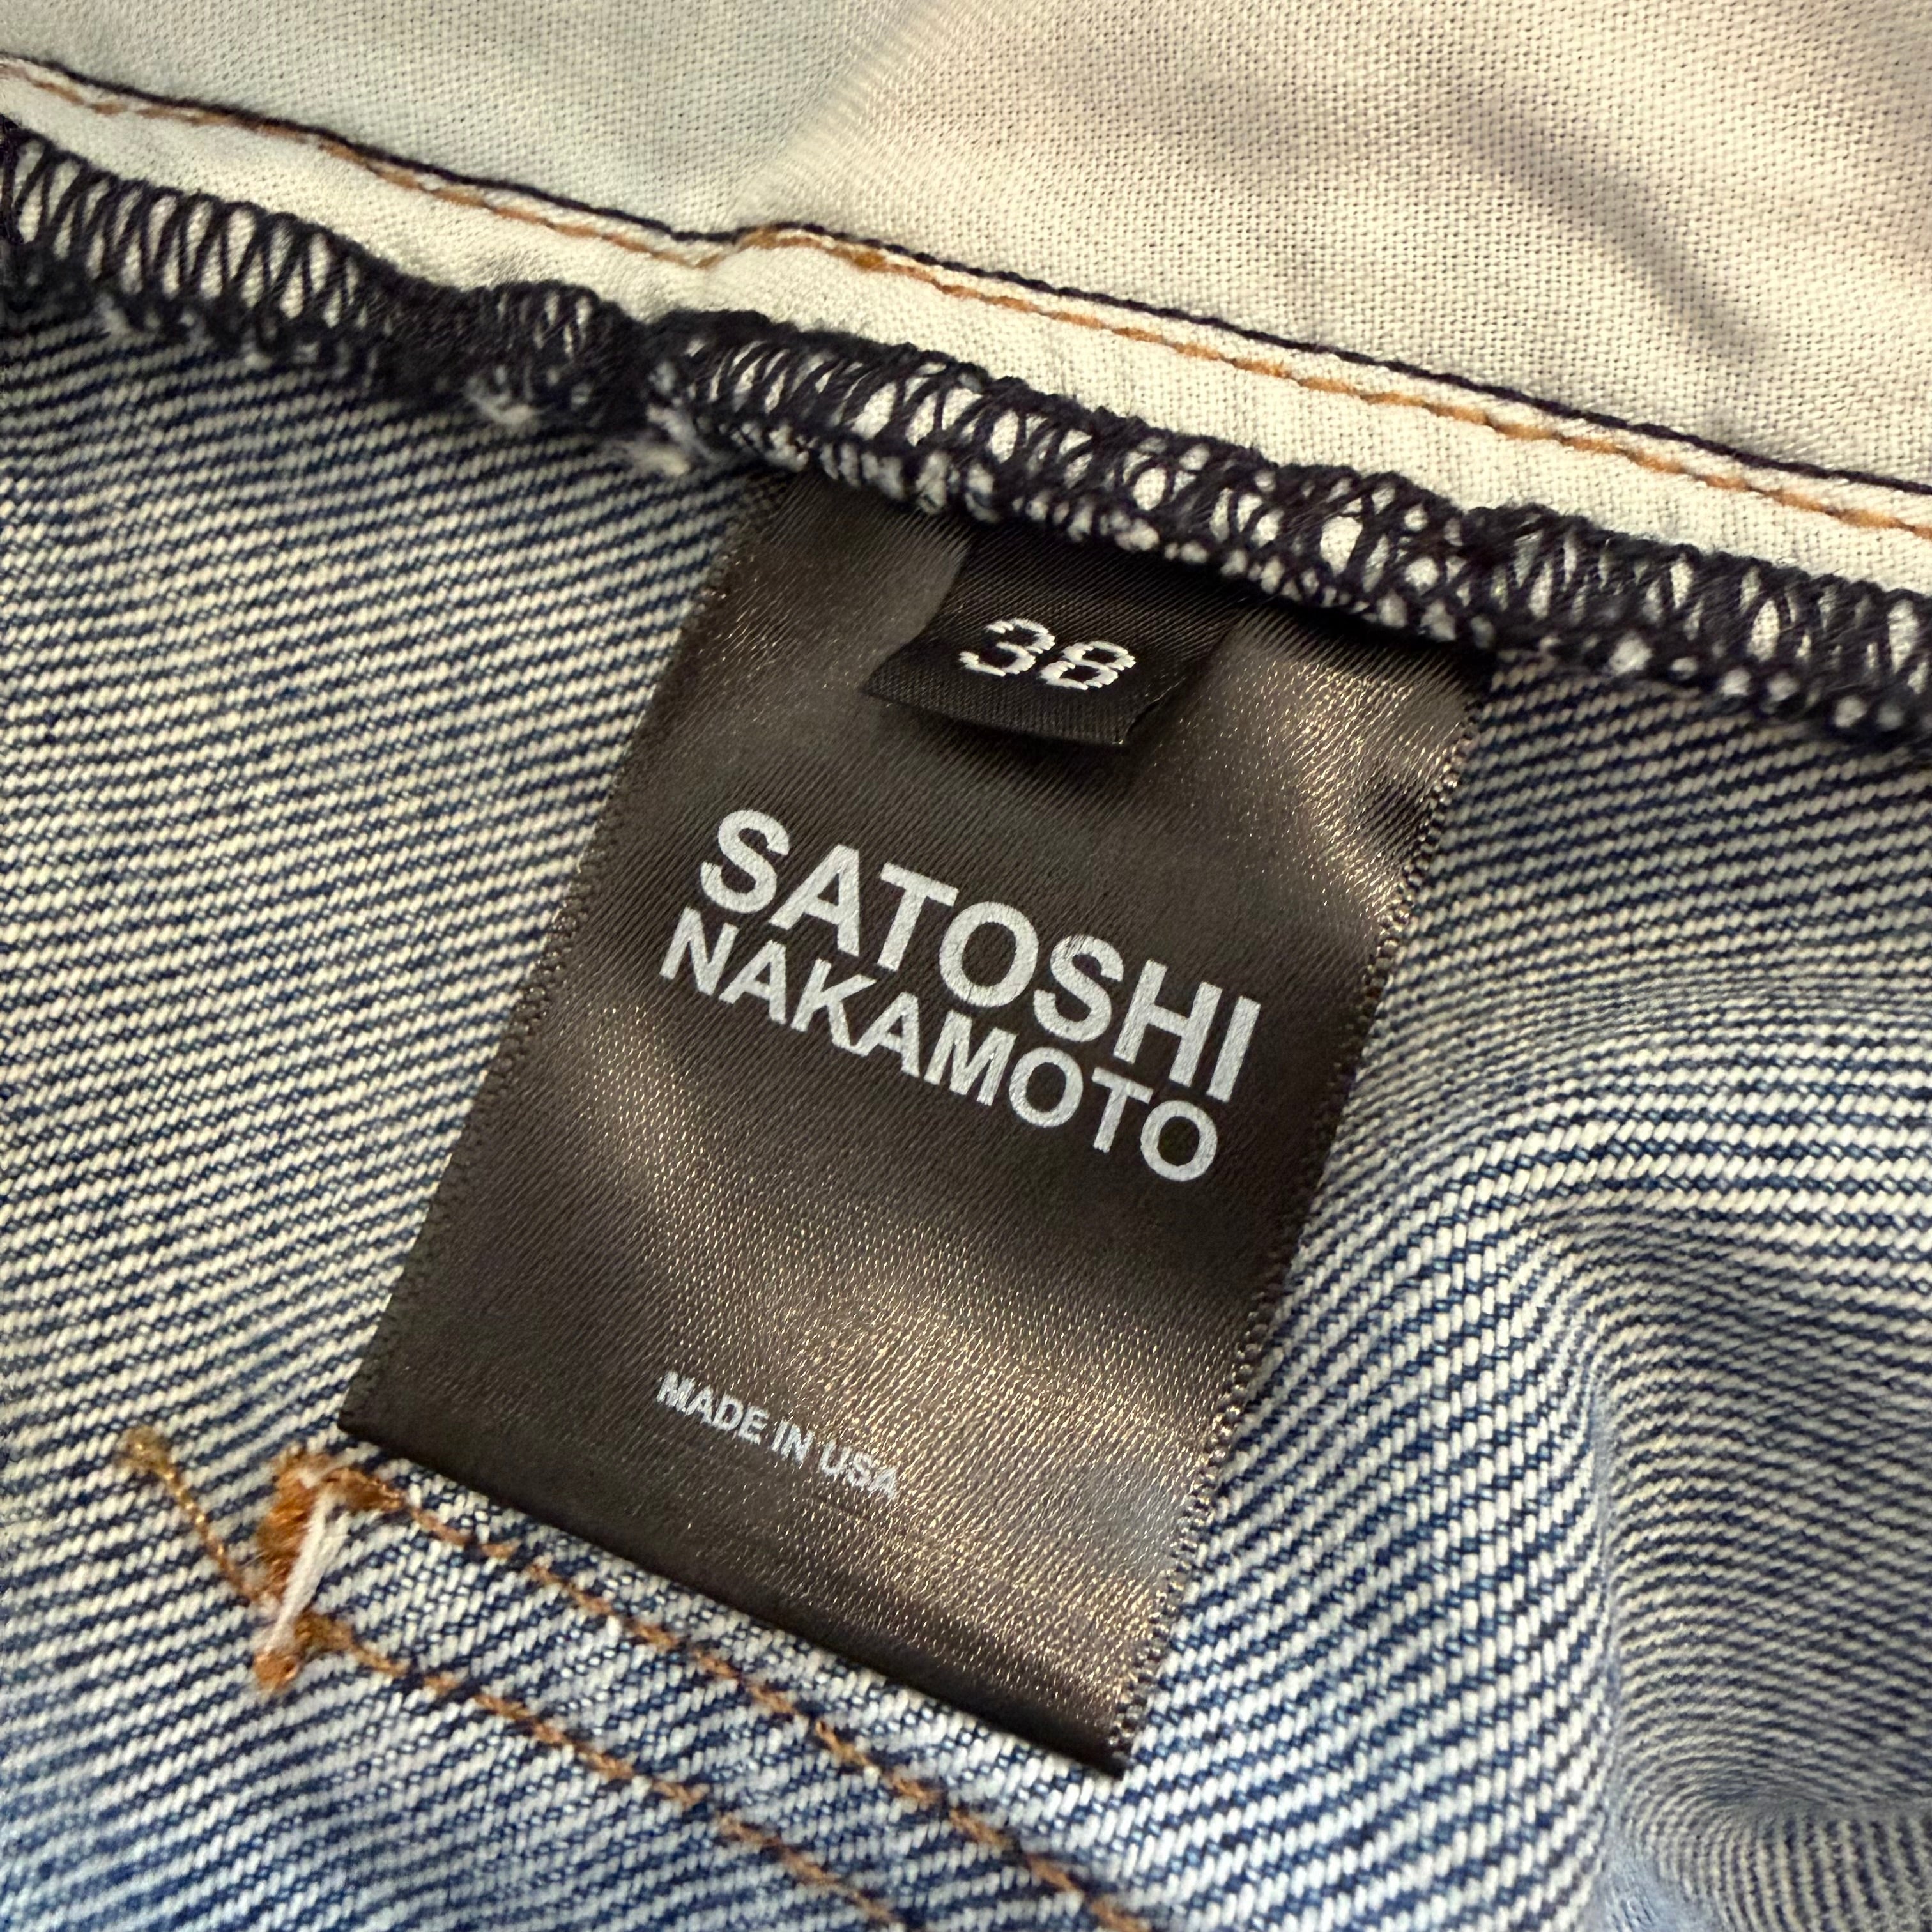 38
SATOSHI
NAKAMOTO
MADE IN USA